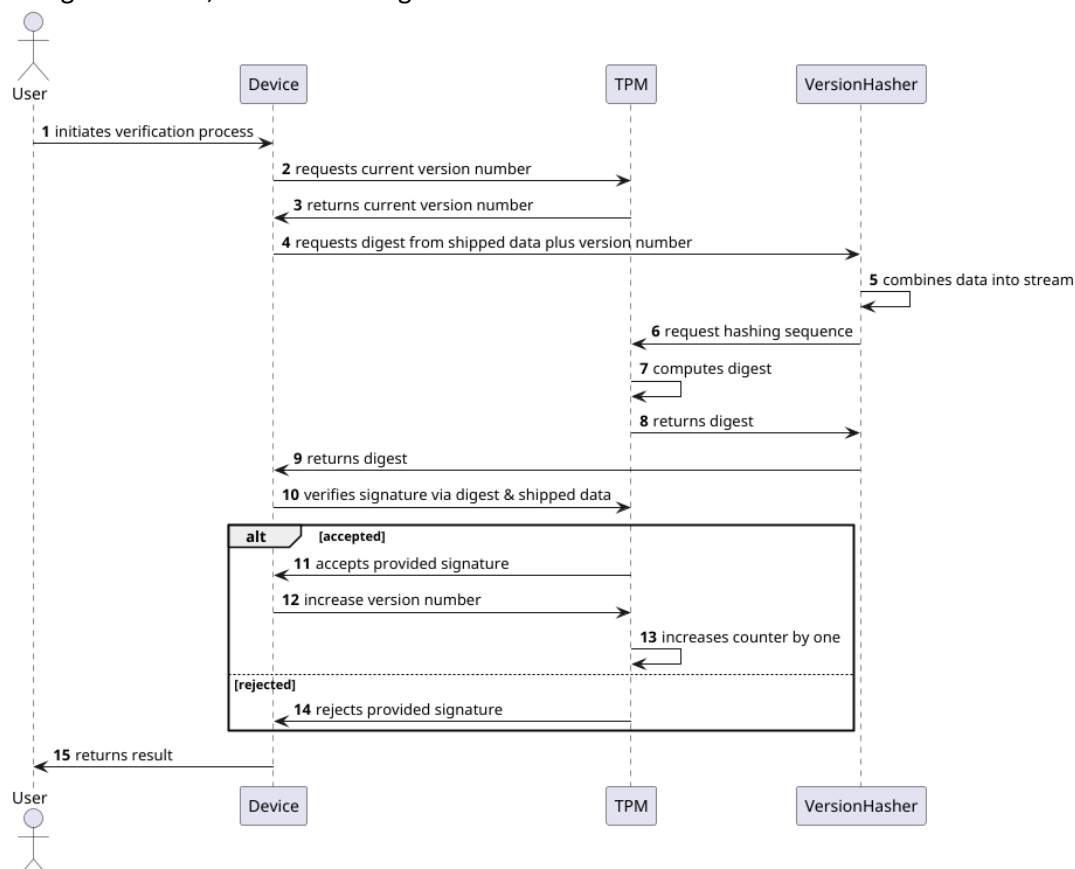 User
Device
TPM
VersionHasher
1 initiates verification process
2 requests current version number
3 returns current version number
4 requests digest from shipped data plus version number
5 combines data into stream
6 request hashing sequence
7 computes digest
8 returns digest
9 returns digest
10 verifies signature via digest & shipped data
alt [accepted]
11 accepts provided signature
12 increase version number
13 increases counter by one
[rejected]
14 rejects provided signature
15 returns result
User
Device
TPM
VersionHasher